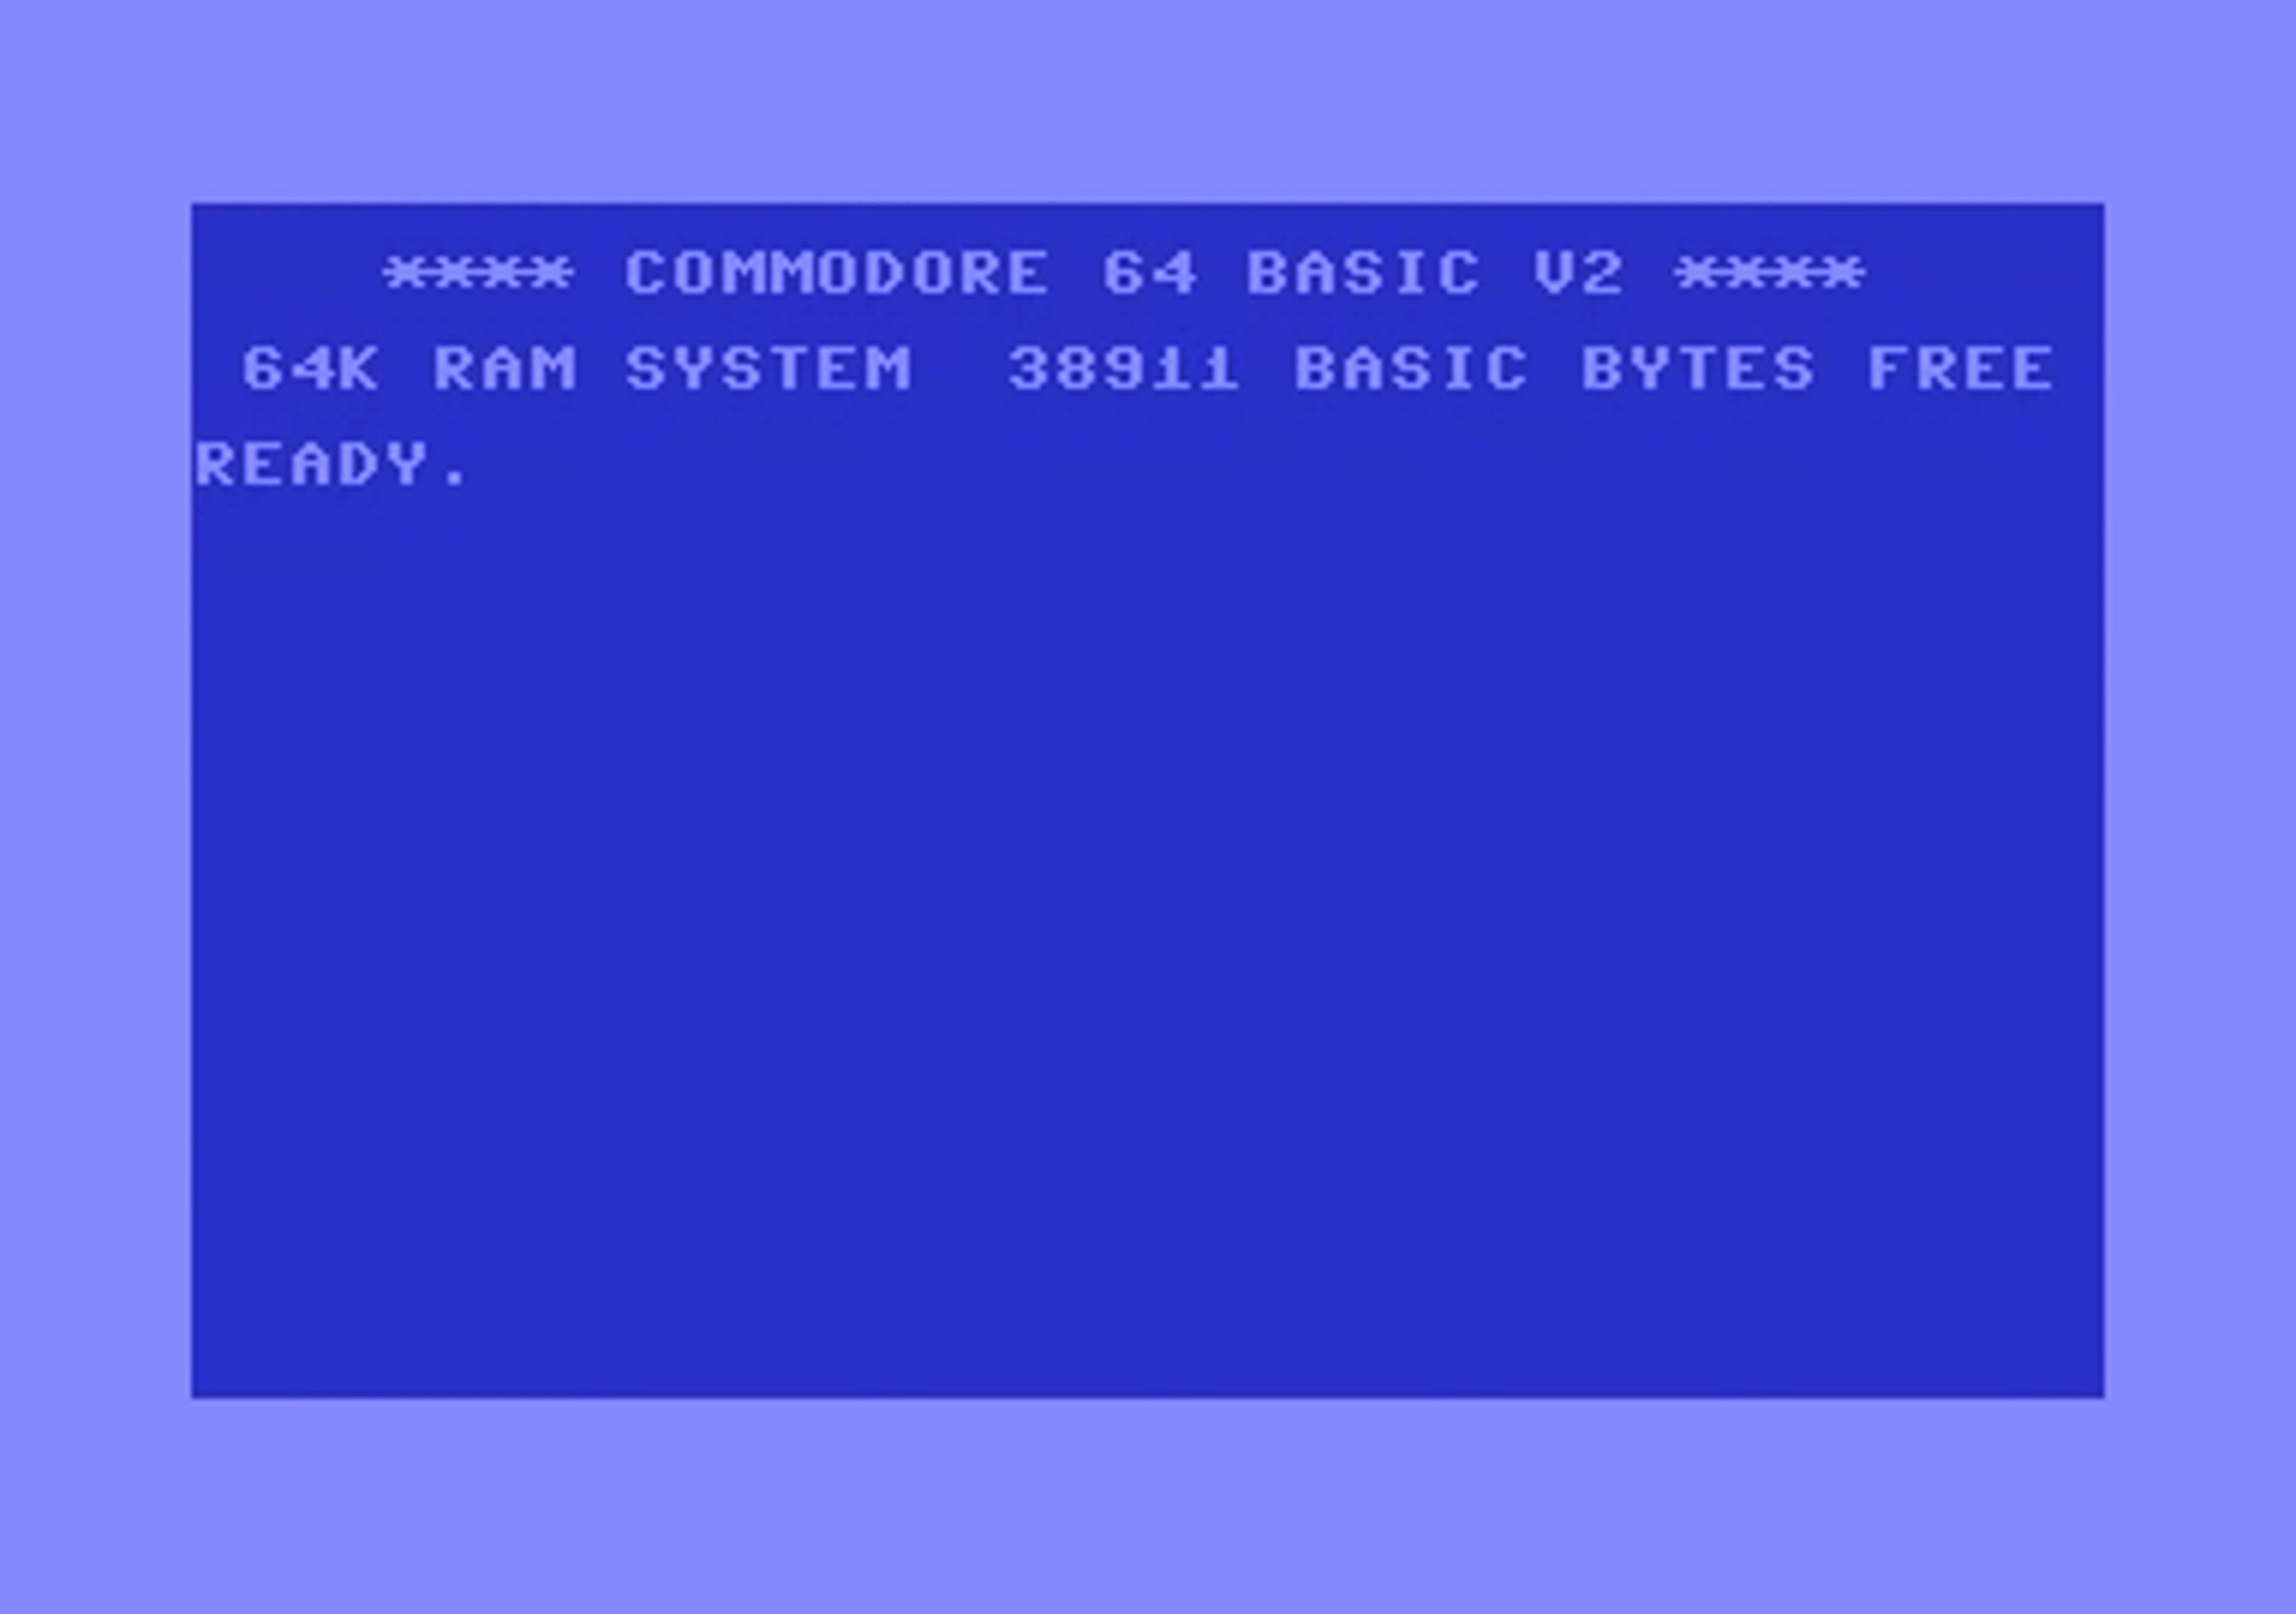 **** COMMODORE 64 BASIC V2 ****
64K RAM SYSTEM  38911 BASIC BYTES FREE
READY.